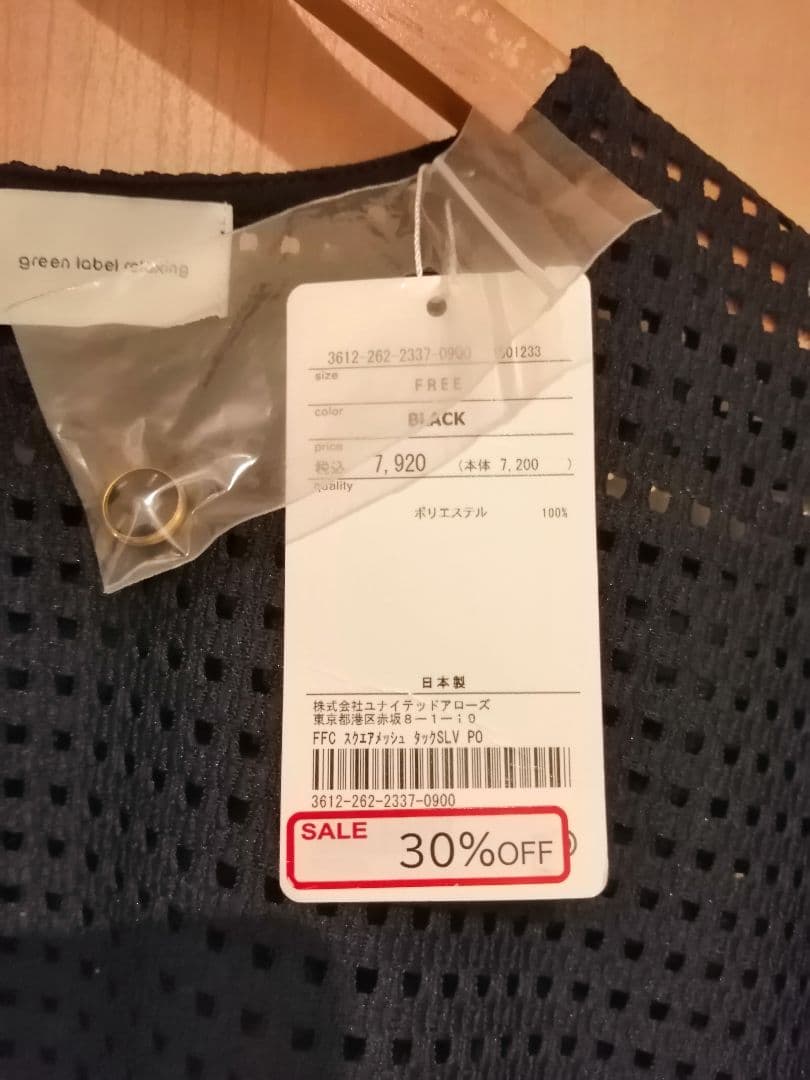 green label relaxing
3612-262-2337-0900 01233
size FREE
color BLACK
price
税込 7,920 (本体 7,200 )
quality
ポリエステル 100%
日本製
株式会社ユナイテッドアローズ
東京都港区赤坂8-1-10
FFC スクエアメッシュ タックSLV PO
3612-262-2337-0900
SALE
30%OFF